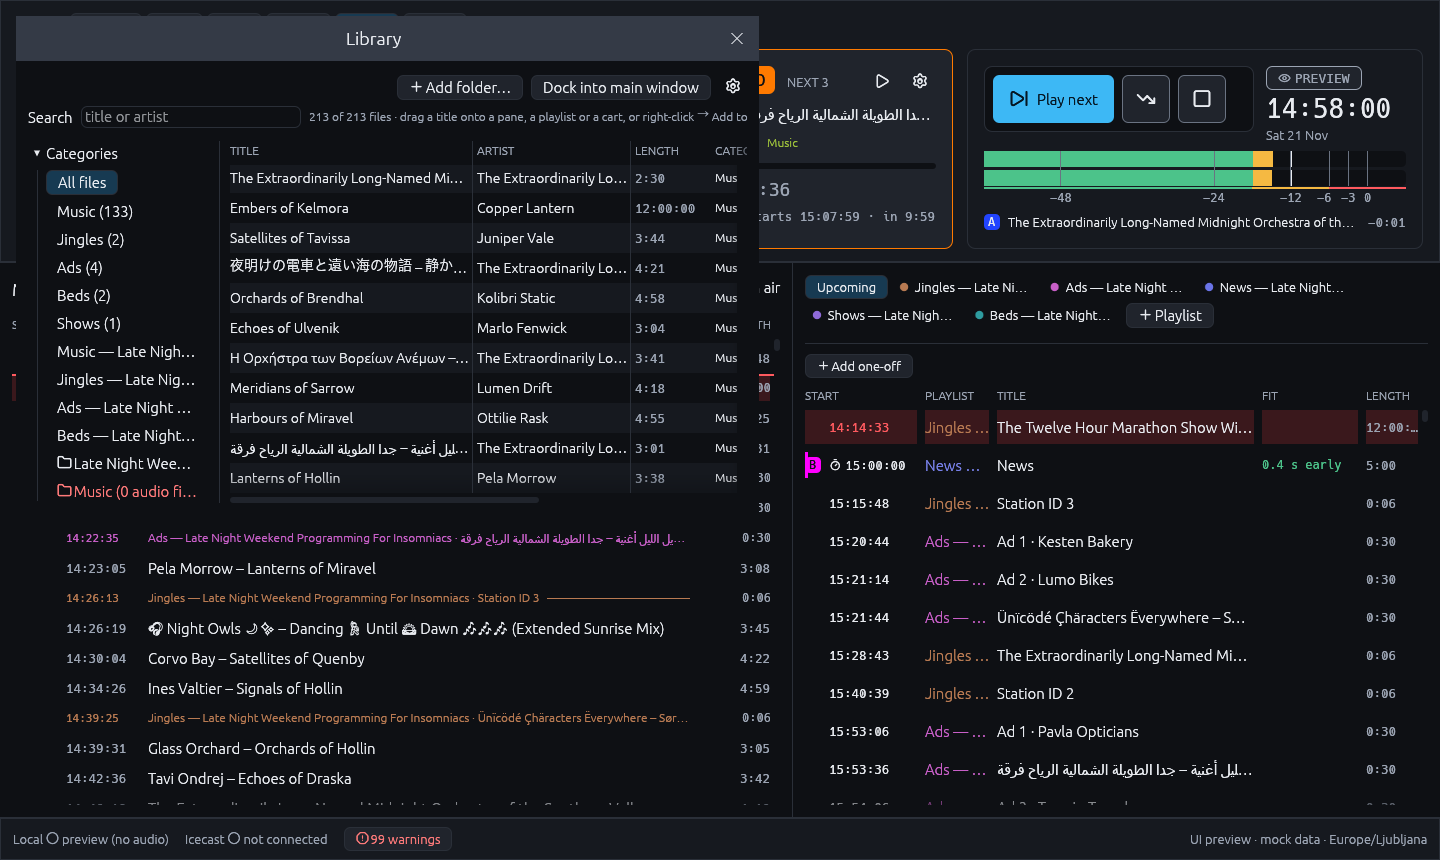 Library
+ Add folder…
Dock into main window
Search
title or artist
213 of 213 files · drag a title onto a pane, a playlist or a cart, or right-click → Add to
Categories
All files
Music (133)
Jingles (2)
Ads (4)
Beds (2)
Shows (1)
Music — Late Nigh…
Jingles — Late Nig…
Ads — Late Night …
Beds — Late Night…
Late Night Wee…
Music (0 audio fi…
TITLE ARTIST LENGTH CATEG
The Extraordinarily Long-Named Mi… The Extraordinarily Lo… 2:30 Mus
Embers of Kelmora Copper Lantern 12:00:00 Mus
Satellites of Tavissa Juniper Vale 3:44 Mus
夜明けの電車と遠い海の物語 – 静か… The Extraordinarily Lo… 4:21 Mus
Orchards of Brendhal Kolibri Static 4:58 Mus
Echoes of Ulvenik Marlo Fenwick 3:04 Mus
Η Ορχήστρα των Βορείων Ανέμων –… The Extraordinarily Lo… 3:41 Mus
Meridians of Sarrow Lumen Drift 4:18 Mus
Harbours of Miravel Ottilie Rask 4:55 Mus
…ليل أغنية – جدا الطويلة الشمالية الرياح فرقة The Extraordinarily Lo… 3:01 Mus
Lanterns of Hollin Pela Morrow 3:38 Mus
14:22:35 Ads — Late Night Weekend Programming For Insomniacs · …يل الليل أغنية – جدا الطويلة الشمالية الرياح فرقة 0:30
14:23:05 Pela Morrow – Lanterns of Miravel 3:08
14:26:13 Jingles — Late Night Weekend Programming For Insomniacs · Station ID 3 0:06
14:26:19 🎧 Night Owls 🌙✨ – Dancing 💃 Until 🌅 Dawn 🎶🎶🎶 (Extended Sunrise Mix) 3:45
14:30:04 Corvo Bay – Satellites of Quenby 4:22
14:34:26 Ines Valtier – Signals of Hollin 4:59
14:39:25 Jingles — Late Night Weekend Programming For Insomniacs · Ünïcödé Çhäracters Ëverywhere – Sør… 0:06
14:39:31 Glass Orchard – Orchards of Hollin 3:05
14:42:36 Tavi Ondrej – Echoes of Draska 3:42
NEXT 3
…دا الطويلة الشمالية الرياح فرقة
Music
:36
arts 15:07:59 · in 9:59
Play next
PREVIEW
14:58:00
Sat 21 Nov
−48 −24 −12 −6 −3 0
A The Extraordinarily Long-Named Midnight Orchestra of th… −0:01
air
Upcoming
Jingles — Late Ni…
Ads — Late Night …
News — Late Night…
Shows — Late Nigh…
Beds — Late Night…
+ Playlist
+ Add one-off
START PLAYLIST TITLE FIT LENGTH
14:14:33 Jingles … The Twelve Hour Marathon Show Wi… 12:00:…
B 15:00:00 News … News 0.4 s early 5:00
15:15:48 Jingles … Station ID 3 0:06
15:20:44 Ads — … Ad 1 · Kesten Bakery 0:30
15:21:14 Ads — … Ad 2 · Lumo Bikes 0:30
15:21:44 Ads — … Ünïcödé Çhäracters Ëverywhere – S… 0:30
15:28:43 Jingles … The Extraordinarily Long-Named Mi… 0:06
15:40:39 Jingles … Station ID 2 0:06
15:53:06 Ads — … Ad 1 · Pavla Opticians 0:30
15:53:36 Ads — … …ليل أغنية – جدا الطويلة الشمالية الرياح فرقة 0:30
Local preview (no audio)
Icecast not connected
99 warnings
UI preview · mock data · Europe/Ljubljana